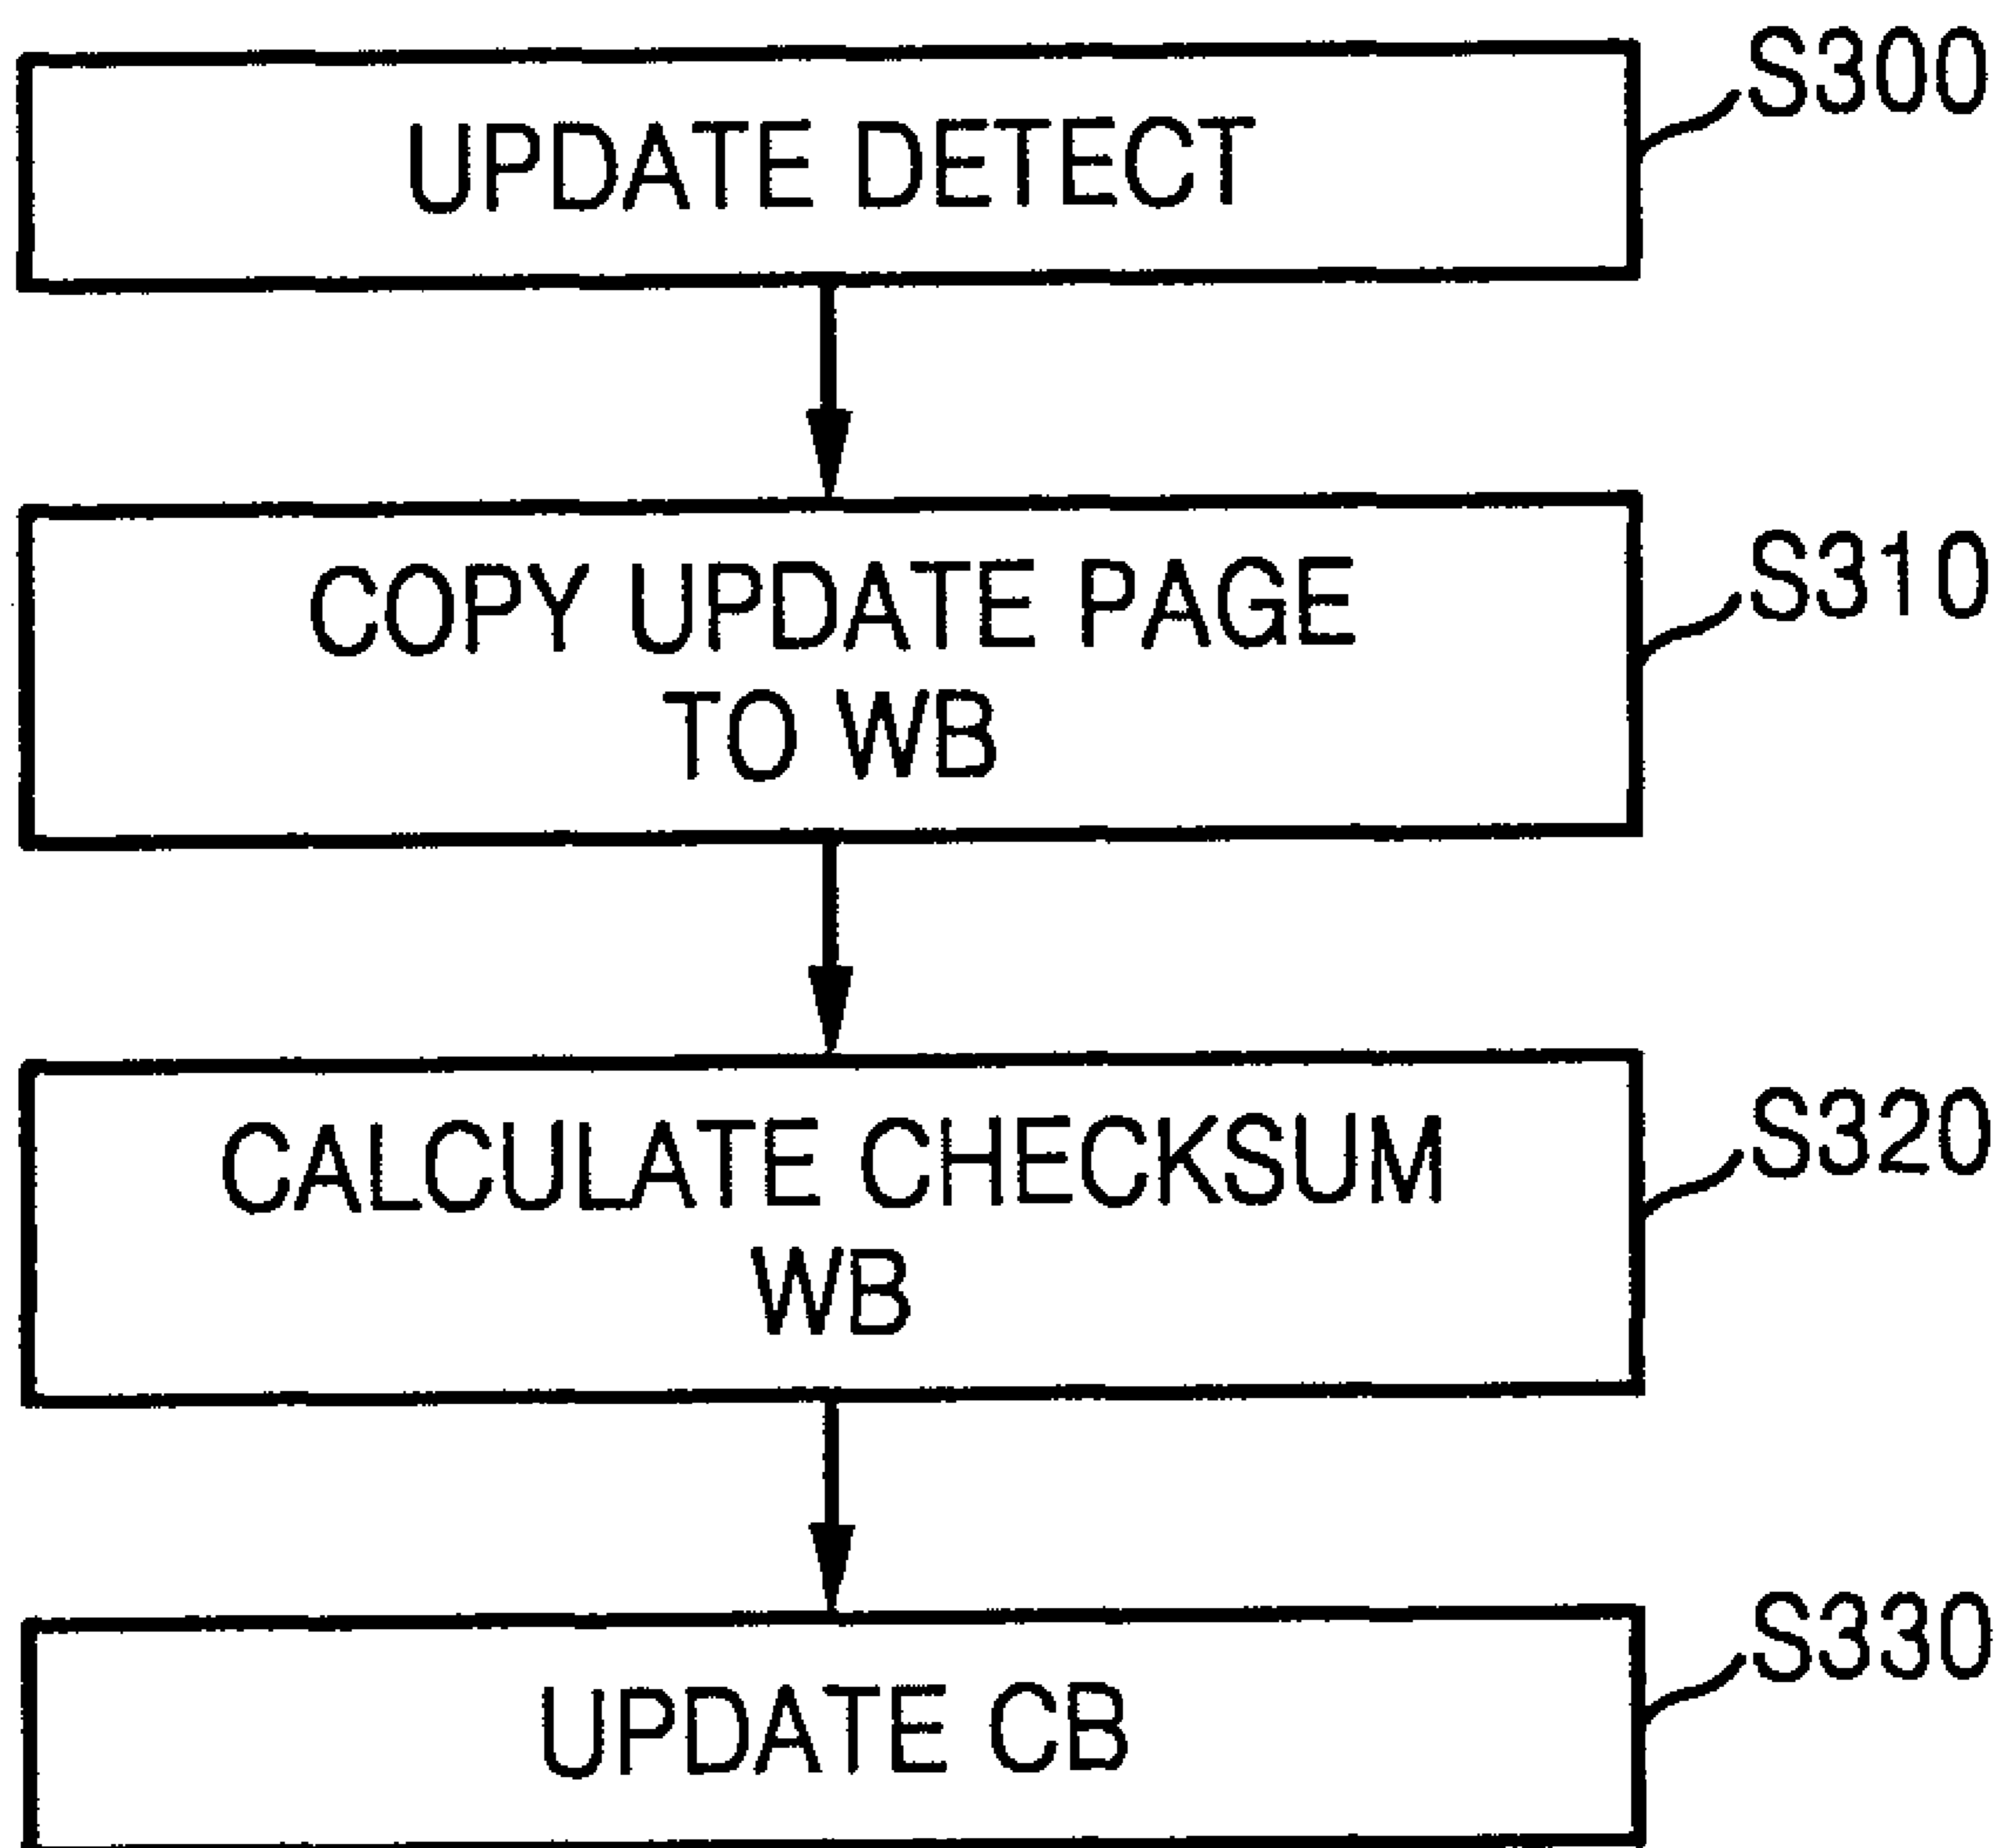 S300
UPDATE DETECT
S310
COPY UPDATE PAGE
TO WB
S320
CALCULATE CHECKSUM
WB
S330
UPDATE CB